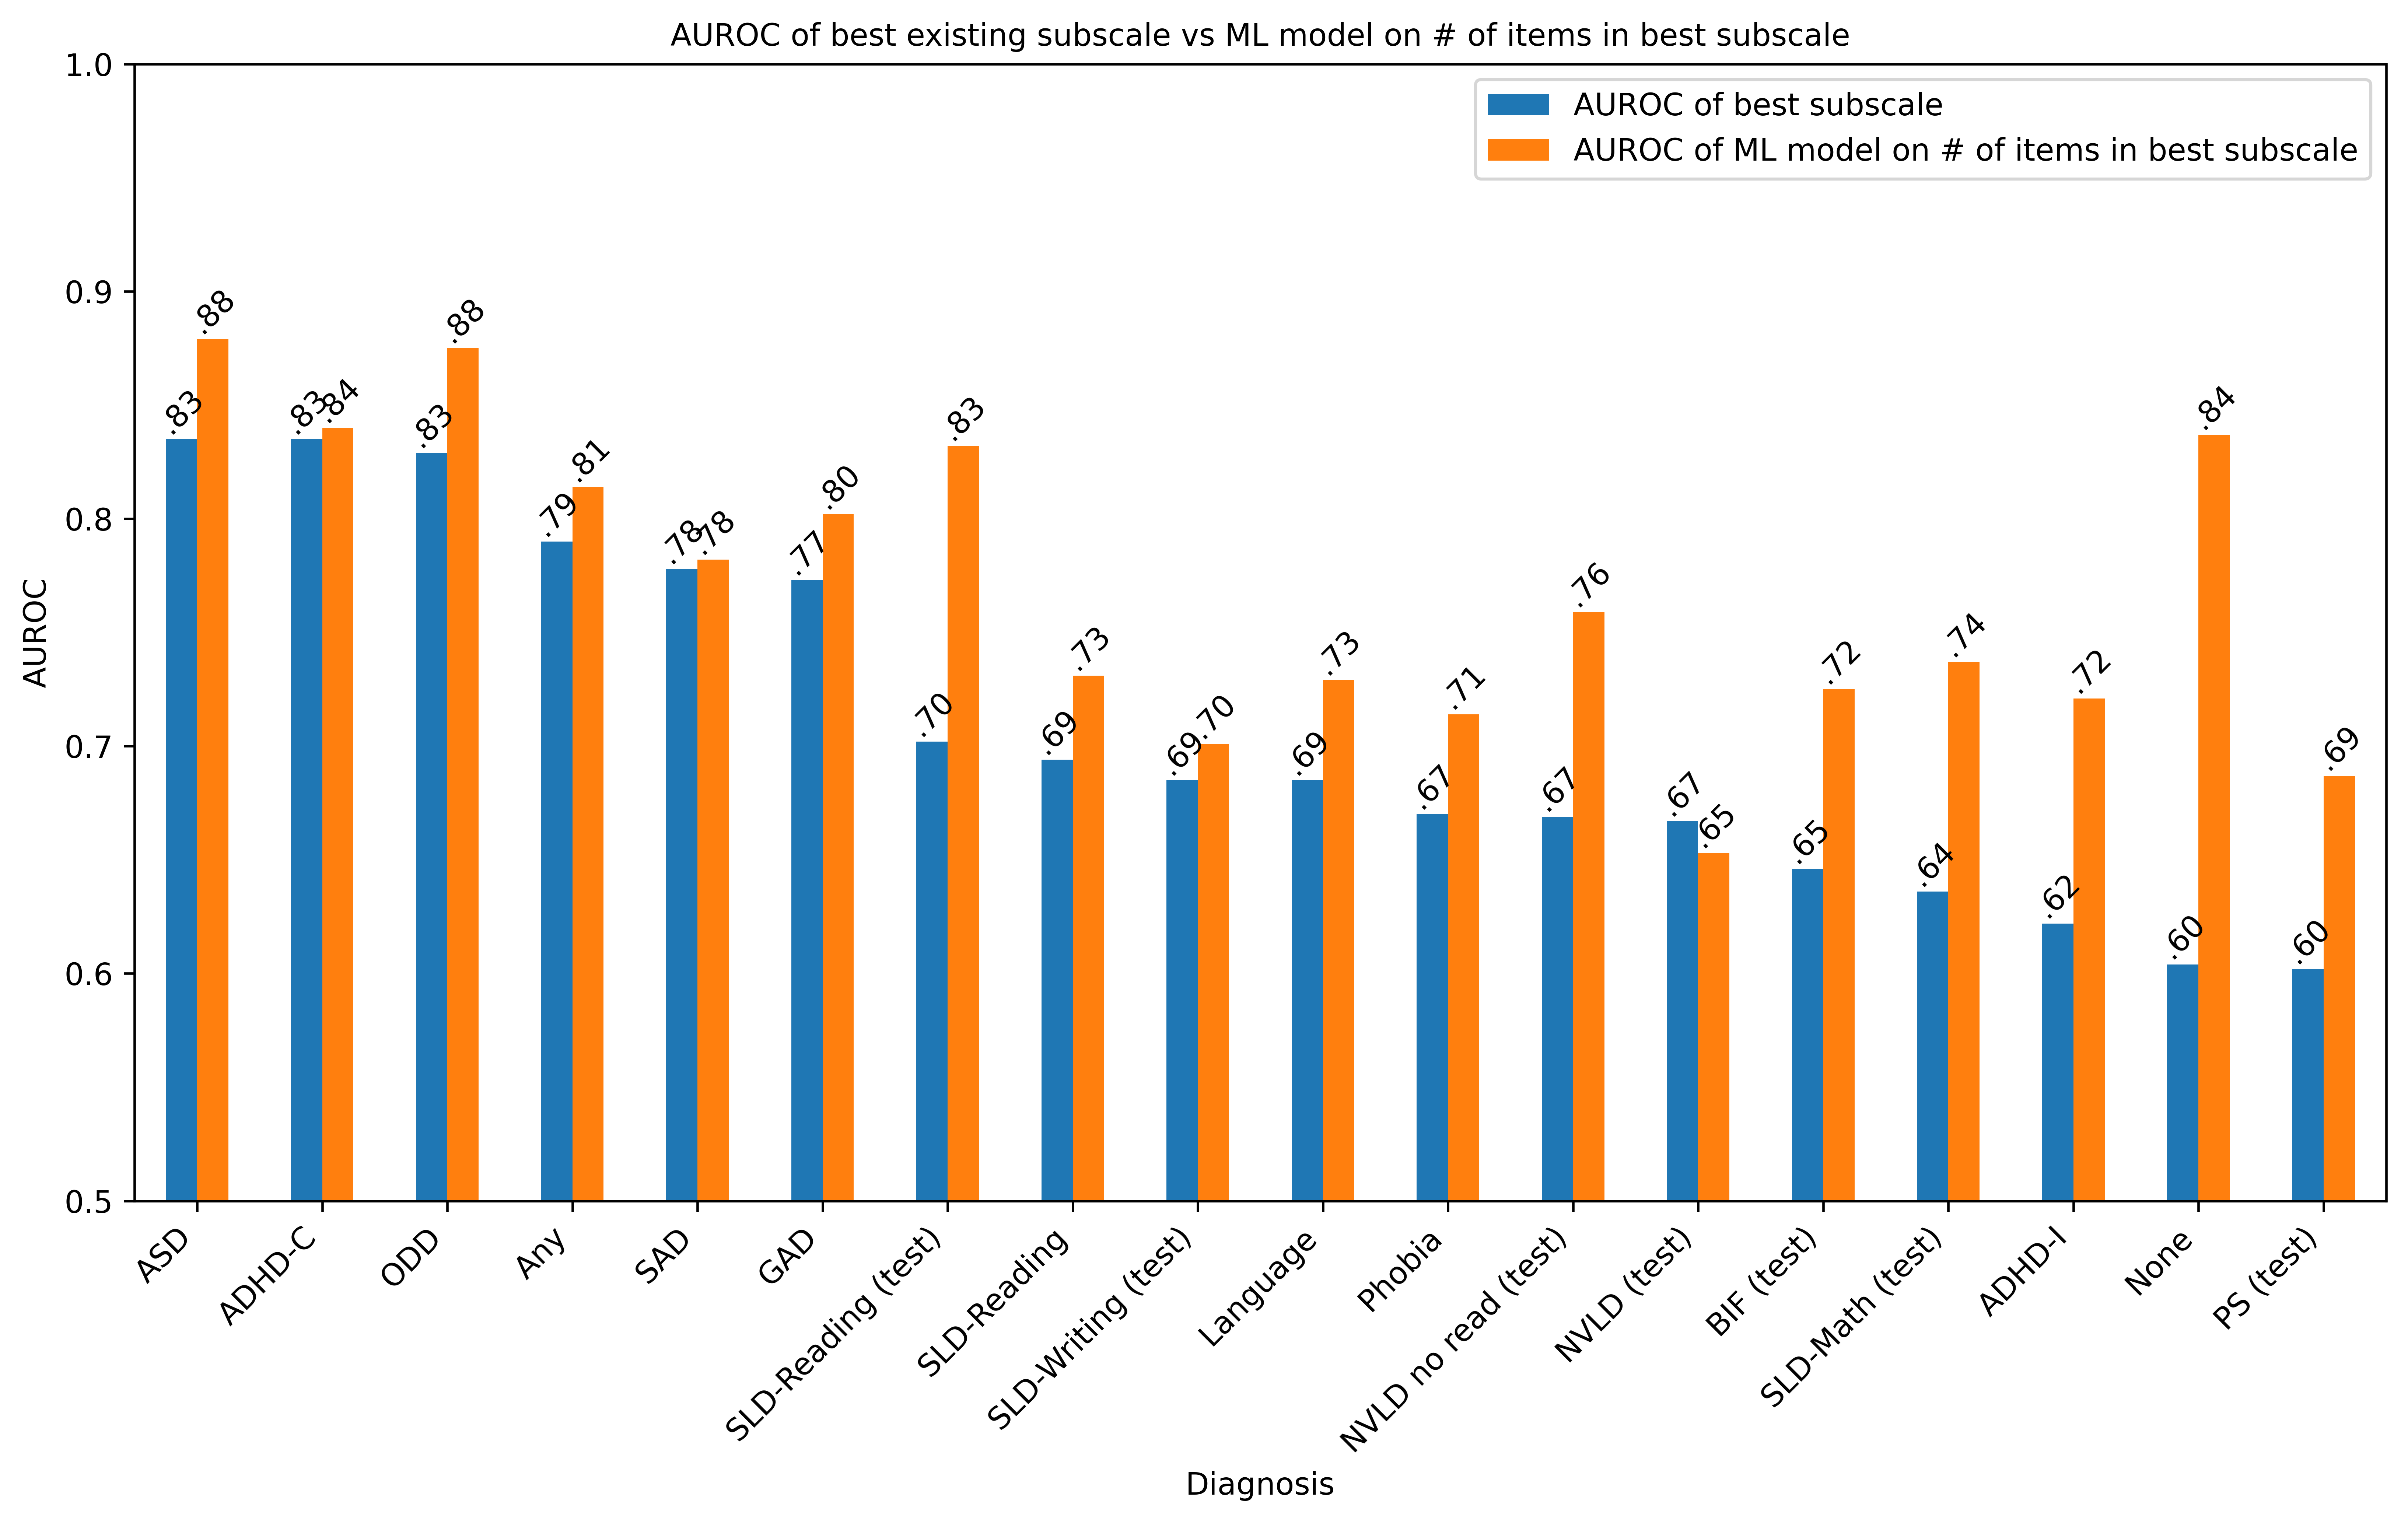 AUROC of best existing subscale vs ML model on # of items in best subscale
AUROC of best subscale
AUROC of ML model on # of items in best subscale
AUROC
1.0
0.9
0.8
0.7
0.6
0.5
.83 .88
.83 .84
.83 .88
.79 .81
.78 .78
.77 .80
.70 .83
.69 .73
.69 .70
.69 .73
.67 .71
.67 .76
.67 .65
.65 .72
.64 .74
.62 .72
.60 .84
.60 .69
ASD
ADHD-C
ODD
Any
SAD
GAD
SLD-Reading (test)
SLD-Reading
SLD-Writing (test)
Language
Phobia
NVLD no read (test)
NVLD (test)
BIF (test)
SLD-Math (test)
ADHD-I
None
PS (test)
Diagnosis